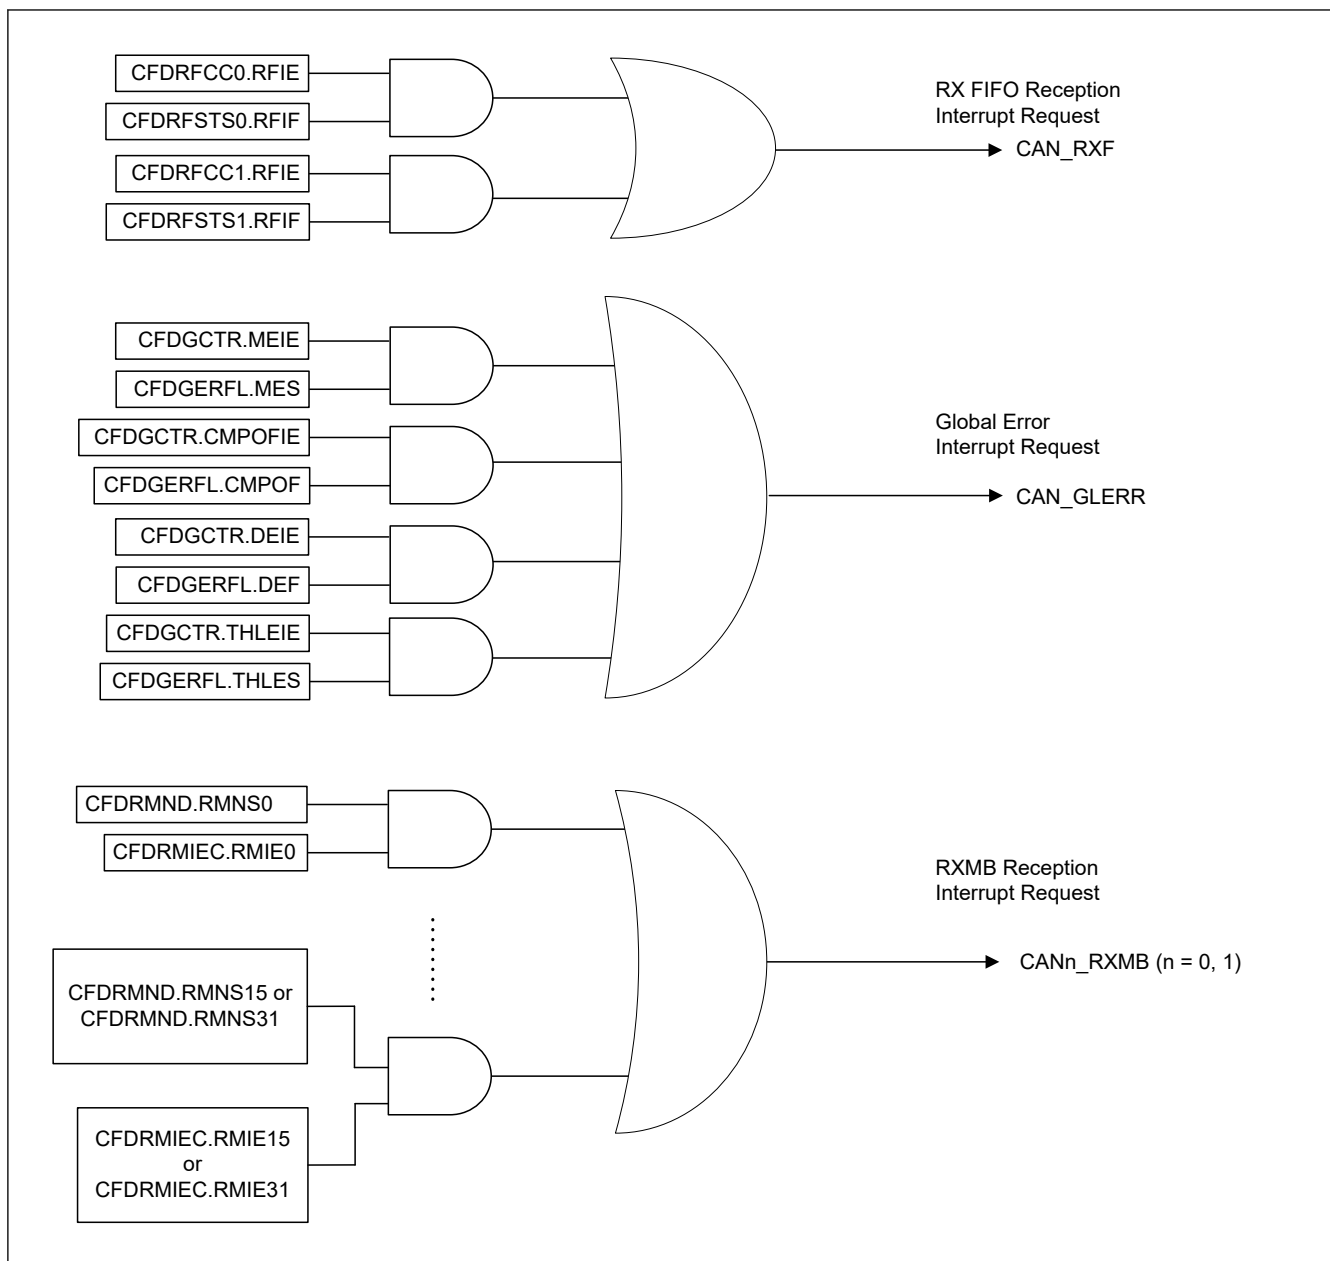 CFDRFCC0.RFIE
CFDRFSTS0.RFIF
CFDRFCC1.RFIE
CFDRFSTS1.RFIF
RX FIFO Reception
Interrupt Request
CAN_RXF
CFDGCTR.MEIE
CFDGERFL.MES
CFDGCTR.CMPOFIE
CFDGERFL.CMPOF
CFDGCTR.DEIE
CFDGERFL.DEF
CFDGCTR.THLEIE
CFDGERFL.THLES
Global Error
Interrupt Request
CAN_GLERR
CFDRMND.RMNS0
CFDRMIEC.RMIE0
CFDRMND.RMNS15 or
CFDRMND.RMNS31
CFDRMIEC.RMIE15
or
CFDRMIEC.RMIE31
RXMB Reception
Interrupt Request
CANn_RXMB (n = 0, 1)